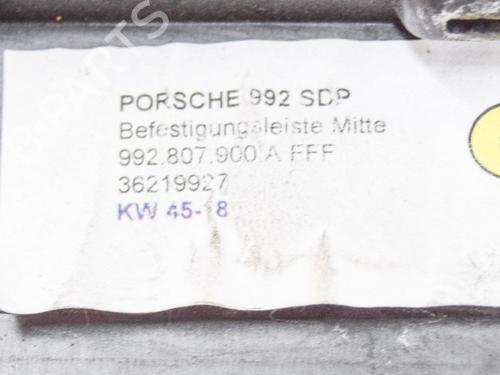 PORSCHE 992 SDP
Befestigungsleiste Mitte
992.807.900 A FFF
36219927
KW 45-18